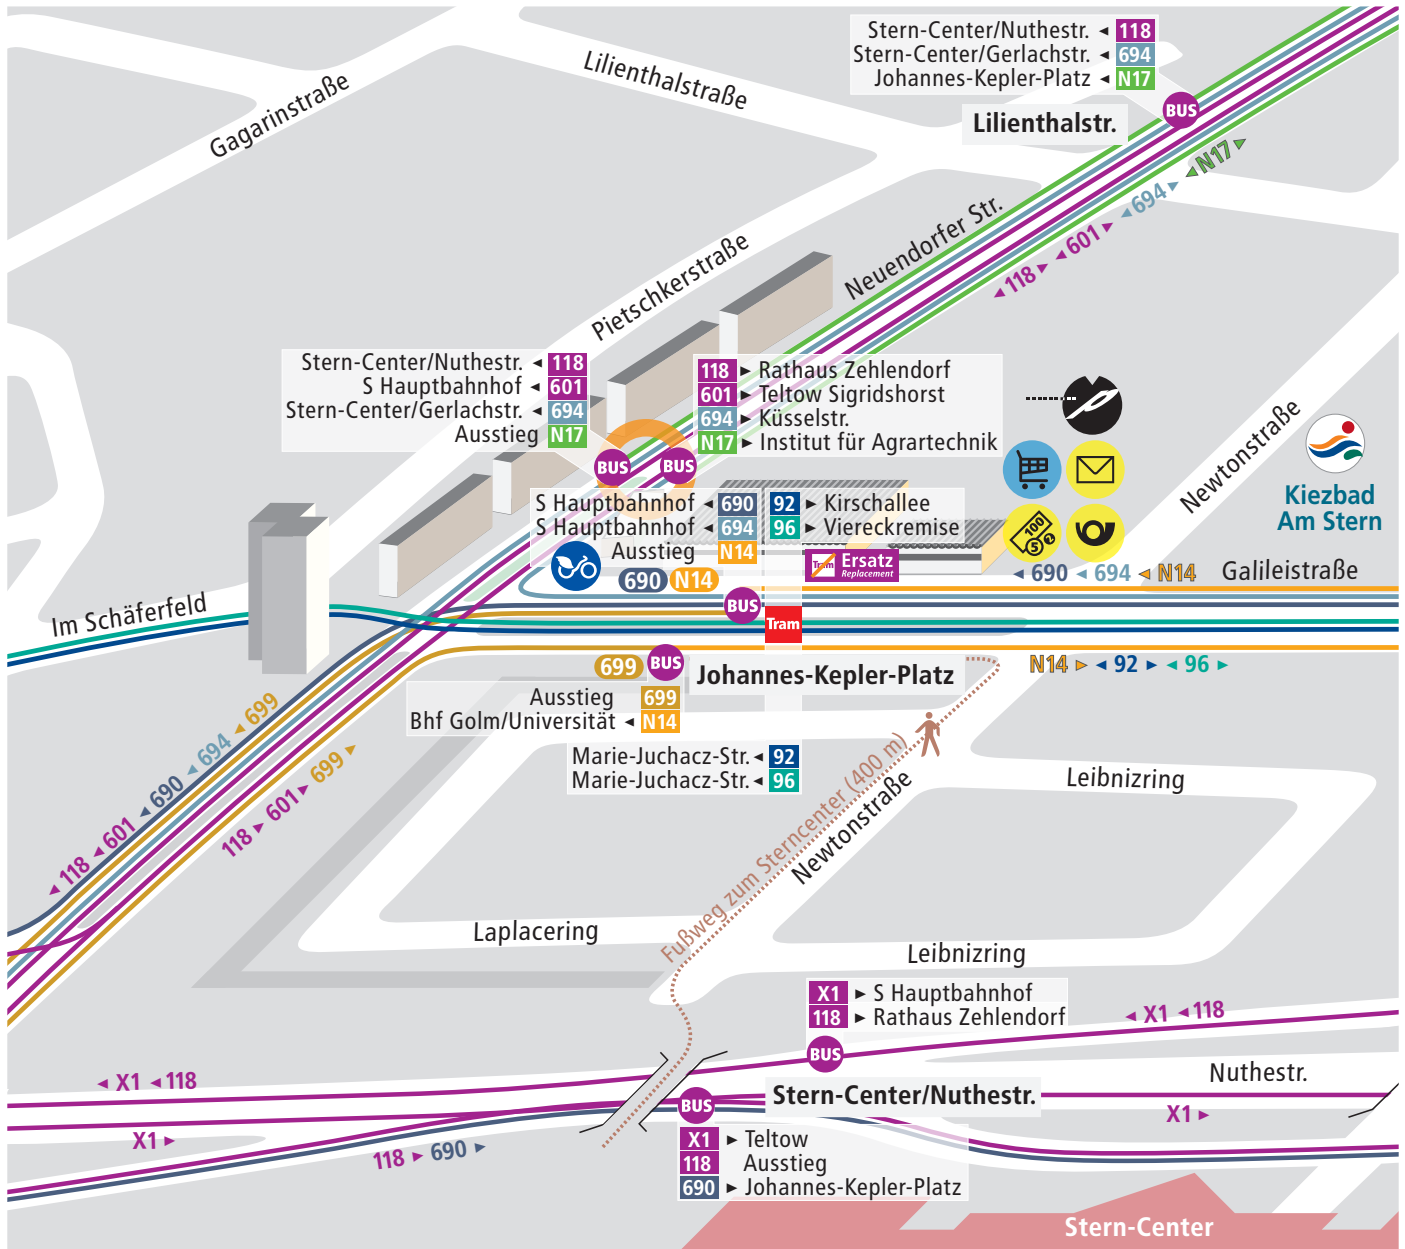 Stern-Center/Nuthestr. ◄ 118
Stern-Center/Gerlachstr. ◄ 694
Johannes-Kepler-Platz ◄ N17
BUS
Lilienthalstr.
Lilienthalstraße
Gagarinstraße
◄ N17 ►
◄ 694 ►
◄ 601 ►
◄ 118 ►
Neuendorfer Str.
Pietschkerstraße
Stern-Center/Nuthestr. ◄ 118
S Hauptbahnhof ◄ 601
Stern-Center/Gerlachstr. ◄ 694
Ausstieg N17
118 ► Rathaus Zehlendorf
601 ► Teltow Sigridshorst
694 ► Küsselstr.
N17 ► Institut für Agrartechnik
BUS
BUS
Newtonstraße
Kiezbad
Am Stern
100
$
S Hauptbahnhof ◄ 690
S Hauptbahnhof ◄ 694
Ausstieg N14
92 ► Kirschallee
96 ► Viereckremise
690 N14
Tram Ersatz
Replacement
◄ 690 ◄ 694 ◄ N14
Galileistraße
Im Schäferfeld
BUS
Tram
699 BUS
Johannes-Kepler-Platz
N14 ► ◄ 92 ► ◄ 96 ►
Ausstieg 699
Bhf Golm/Universität ◄ N14
Marie-Juchacz-Str. ◄ 92
Marie-Juchacz-Str. ◄ 96
◄ 118 ◄ 601 ◄ 690 ◄ 694 ◄ 699
118 ► 601 ► 699 ►
Fußweg zum Sterncenter (400 m)
Newtonstraße
Leibnizring
Laplacering
Leibnizring
X1 ► S Hauptbahnhof
118 ► Rathaus Zehlendorf
BUS
◄ X1 ◄ 118
◄ X1 ◄ 118
Nuthestr.
Stern-Center/Nuthestr.
BUS
X1 ►
X1 ►
118 ► 690 ►
X1 ► Teltow
118 Ausstieg
690 ► Johannes-Kepler-Platz
Stern-Center